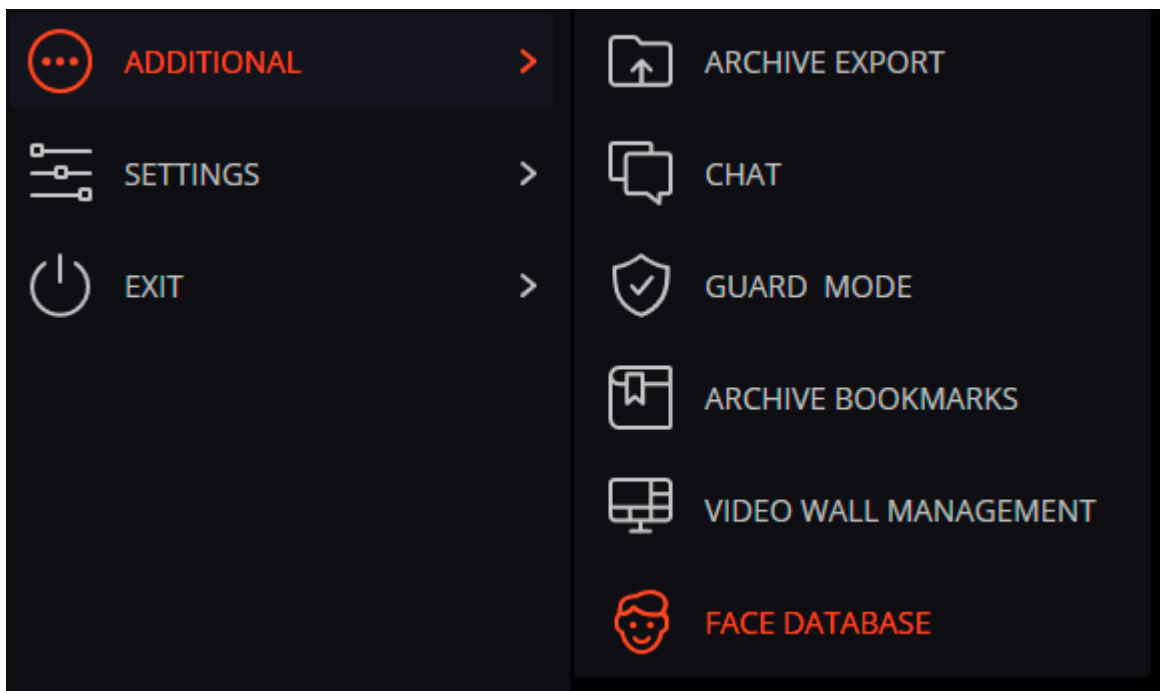 ADDITIONAL
SETTINGS
EXIT
ARCHIVE EXPORT
CHAT
GUARD  MODE
ARCHIVE BOOKMARKS
VIDEO WALL MANAGEMENT
FACE DATABASE